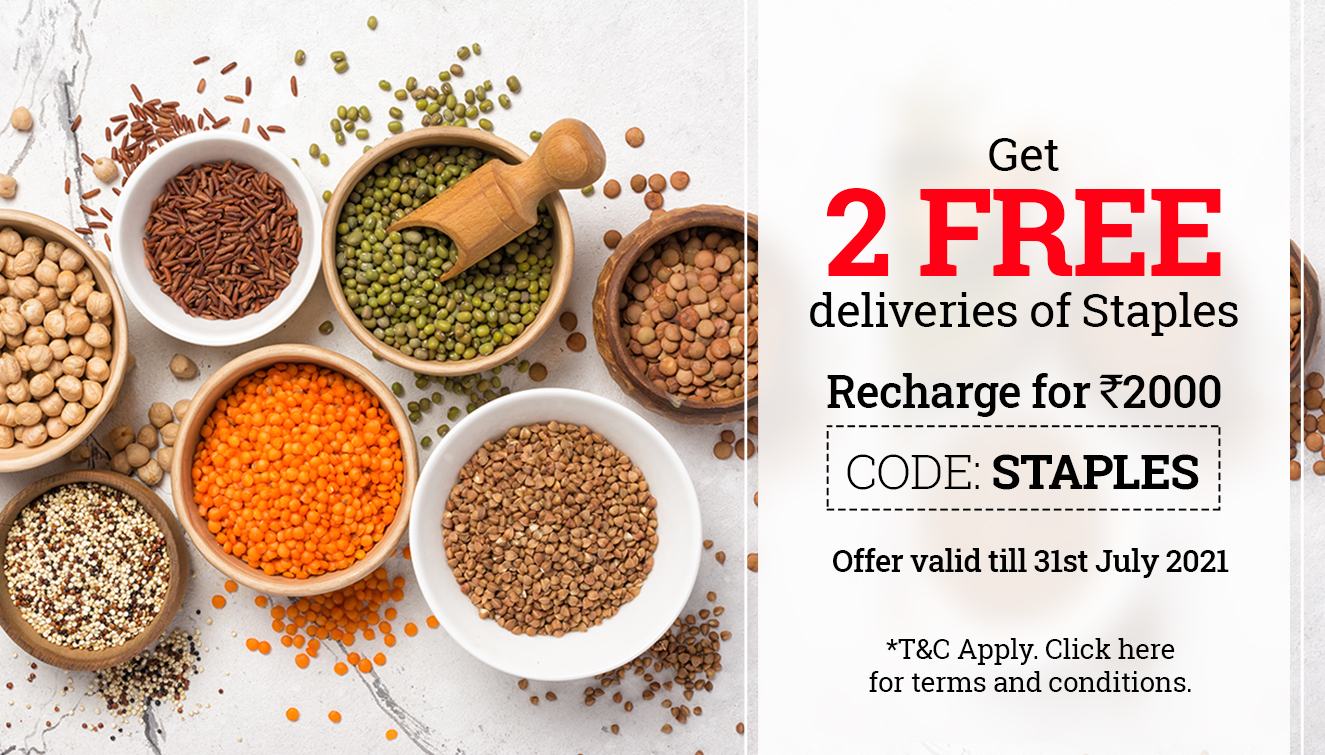 Get
2 FREE
deliveries of Staples
Recharge for ₹2000
CODE: STAPLES
Offer valid till 31st July 2021
*T&C Apply. Click here
for terms and conditions.